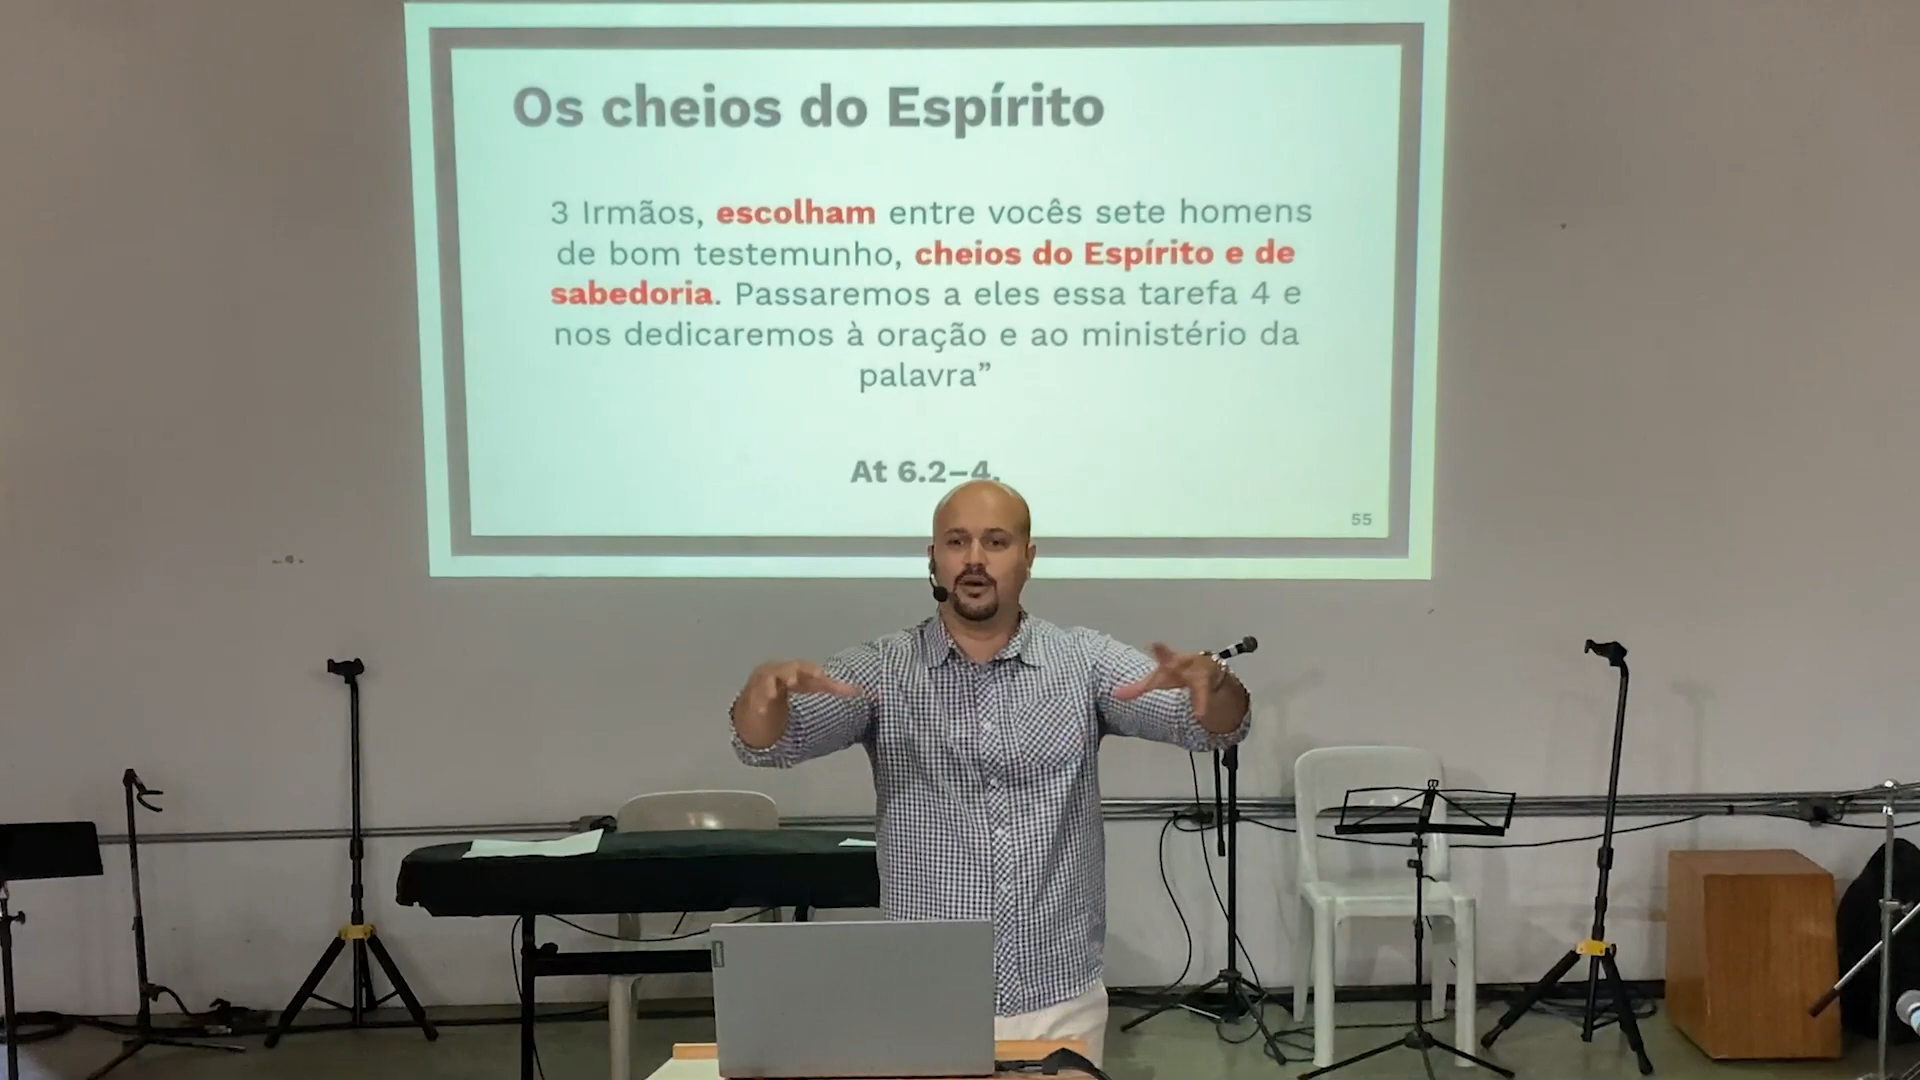 Os cheios do Espírito
3 Irmãos, escolham entre vocês sete homens
de bom testemunho, cheios do Espírito e de
sabedoria. Passaremos a eles essa tarefa 4 e
nos dedicaremos à oração e ao ministério da
palavra”
At 6.2–4.
55